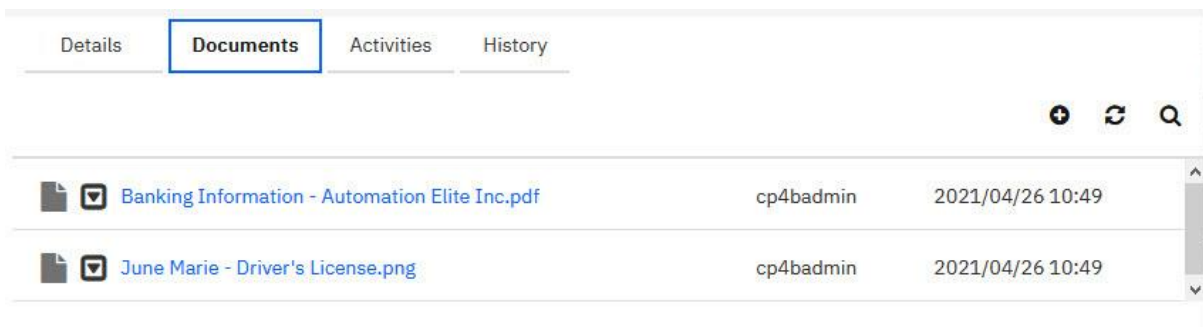 Details Documents Activities History
Banking Information - Automation Elite Inc.pdf cp4badmin 2021/04/26 10:49
June Marie - Driver's License.png cp4badmin 2021/04/26 10:49